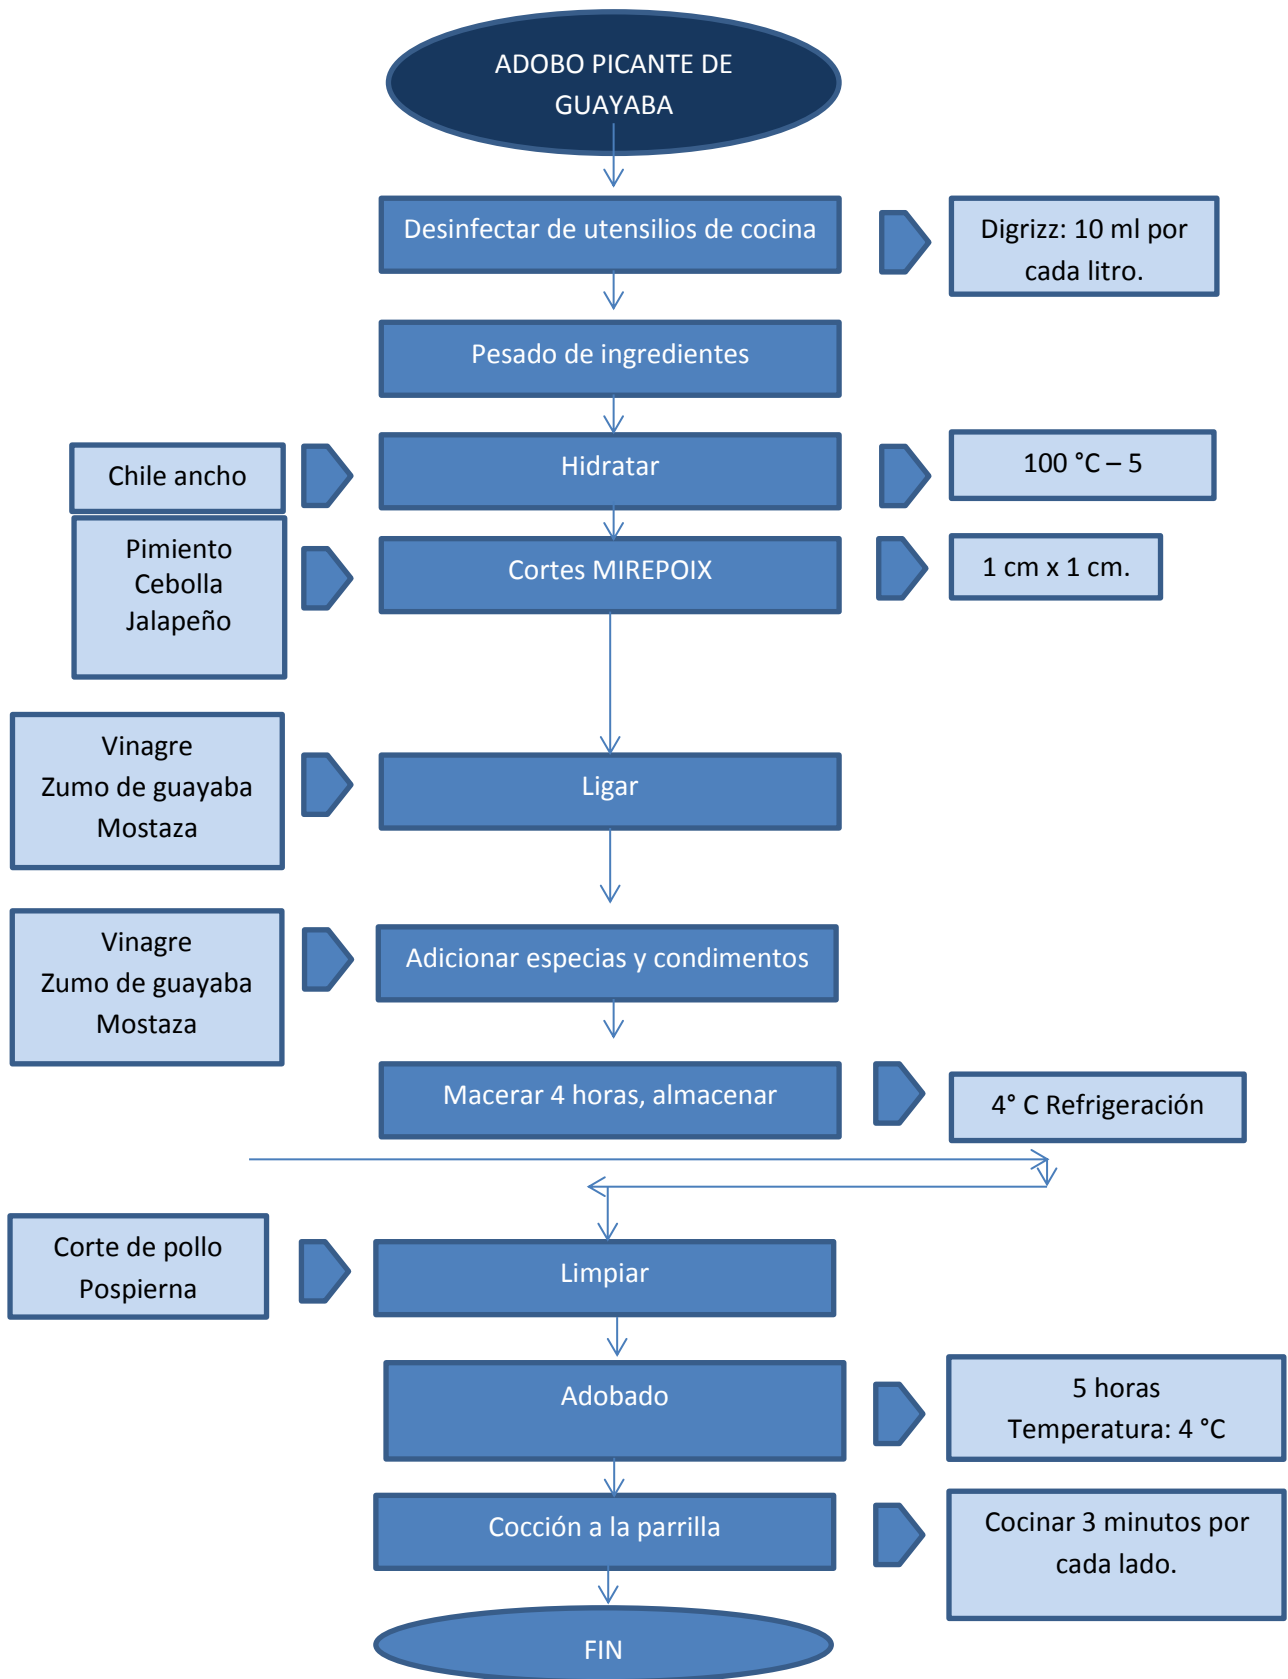 ADOBO PICANTE DE
GUAYABA
Desinfectar de utensilios de cocina
Digrizz: 10 ml por
cada litro.
Pesado de ingredientes
Chile ancho
Hidratar
100 °C – 5
Pimiento
Cebolla
Jalapeño
Cortes MIREPOIX
1 cm x 1 cm.
Vinagre
Zumo de guayaba
Mostaza
Ligar
Vinagre
Zumo de guayaba
Mostaza
Adicionar especias y condimentos
Macerar 4 horas, almacenar
4° C Refrigeración
Corte de pollo
Pospierna
Limpiar
Adobado
5 horas
Temperatura: 4 °C
Cocción a la parrilla
Cocinar 3 minutos por
cada lado.
FIN